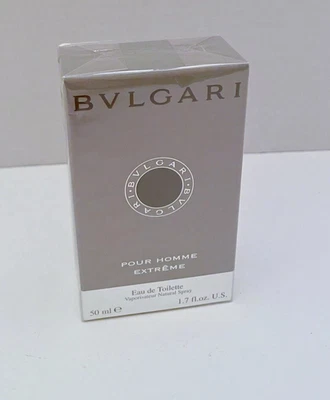 BVLGARI
BVLGARI · BVLGARI ·
POUR HOMME
EXTRÊME
Eau de Toilette
Vaporisateur Natural Spray
50 ml ℮ 1.7 fl.oz. U.S.